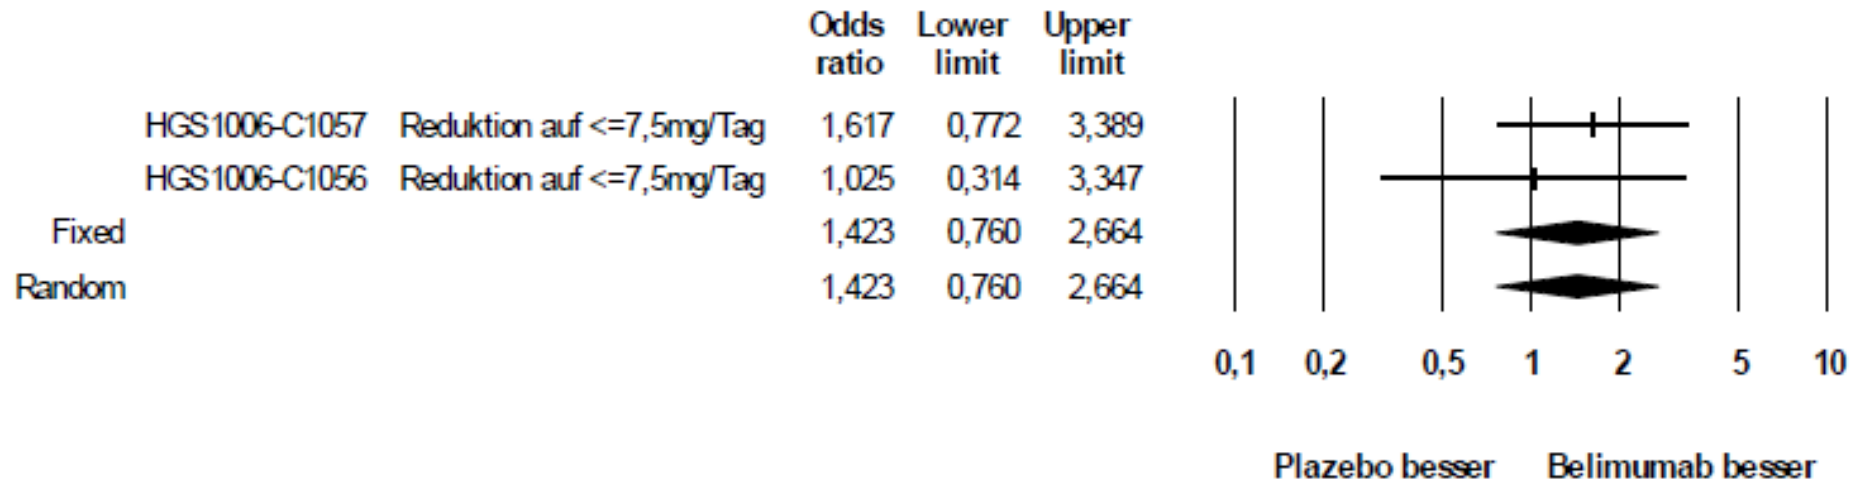 Odds Lower Upper
ratio limit limit
HGS1006-C1057 Reduktion auf <=7,5mg/Tag 1,617 0,772 3,389
HGS1006-C1056 Reduktion auf <=7,5mg/Tag 1,025 0,314 3,347
Fixed 1,423 0,760 2,664
Random 1,423 0,760 2,664
0,1 0,2 0,5 1 2 5 10
Plazebo besser Belimumab besser